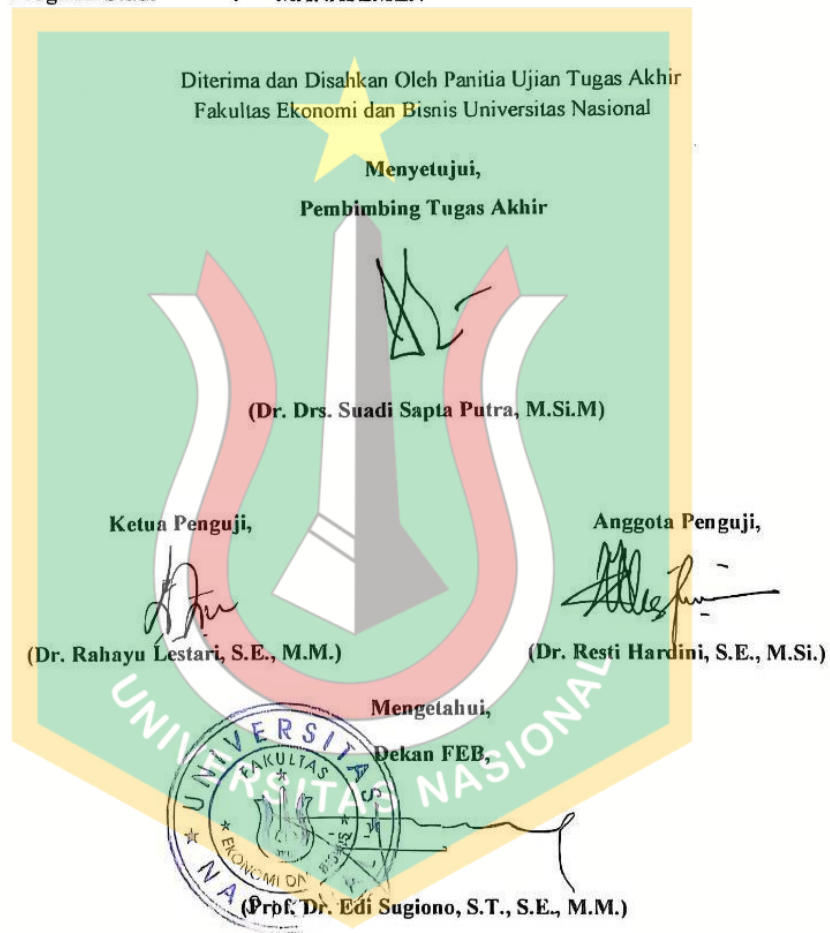 Diterima dan Disahkan Oleh Panitia Ujian Tugas Akhir
Fakultas Ekonomi dan Bisnis Universitas Nasional
Menyetujui,
Pembimbing Tugas Akhir
(Dr. Drs. Suadi Sapta Putra, M.Si.M)
Ketua Penguji,
Anggota Penguji,
(Dr. Rahayu Lestari, S.E., M.M.)
(Dr. Resti Hardini, S.E., M.Si.)
Mengetahui,
Dekan FEB,
(Prof. Dr. Edi Sugiono, S.T., S.E., M.M.)
UNIVERSITAS NASIONAL
UNIVERSITAS
FAKULTAS
EKONOMI